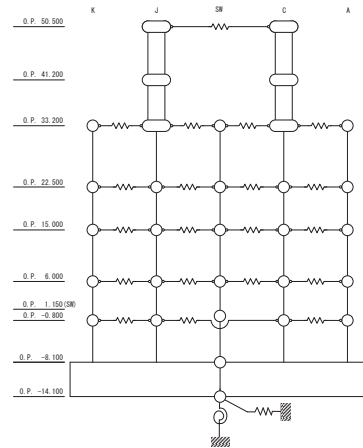 K J SW C A
O.P. 50.500
O.P. 41.200
O.P. 33.200
O.P. 22.500
O.P. 15.000
O.P. 6.000
O.P. 1.150(SW)
O.P. -0.800
O.P. -8.100
O.P. -14.100